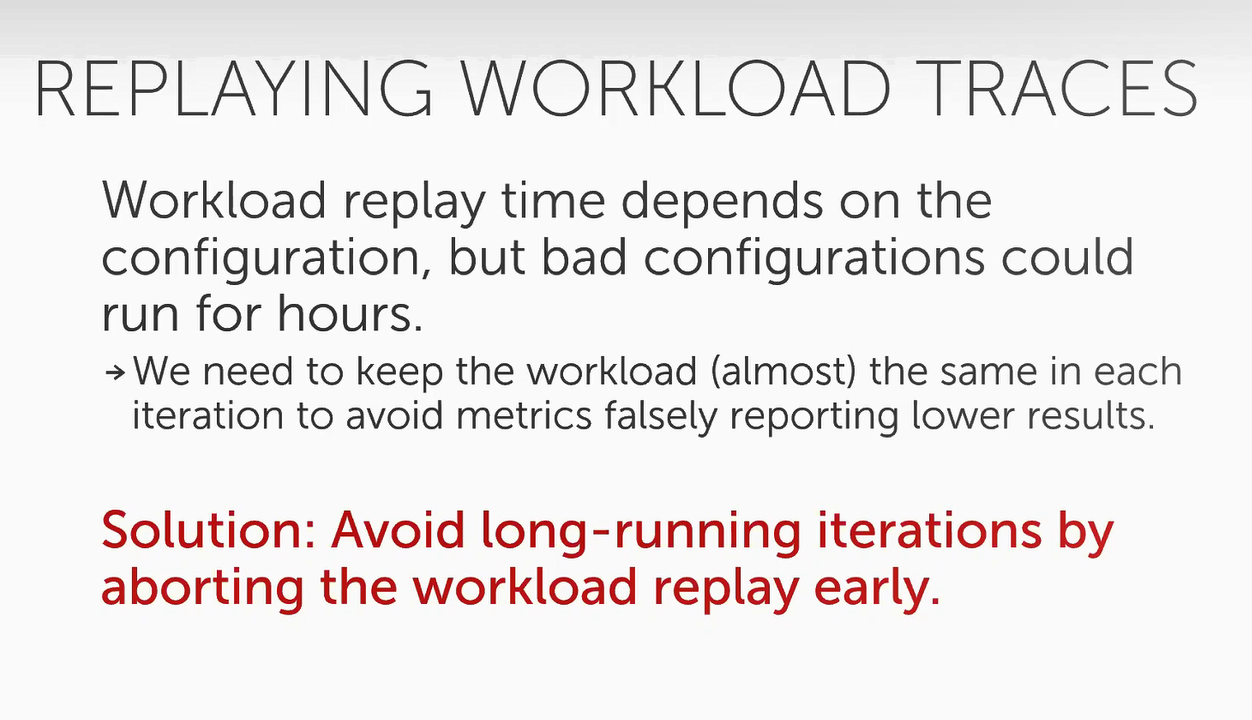 REPLAYING WORKLOAD TRACES
Workload replay time depends on the
configuration, but bad configurations could
run for hours.
→ We need to keep the workload (almost) the same in each
iteration to avoid metrics falsely reporting lower results.
Solution: Avoid long-running iterations by
aborting the workload replay early.